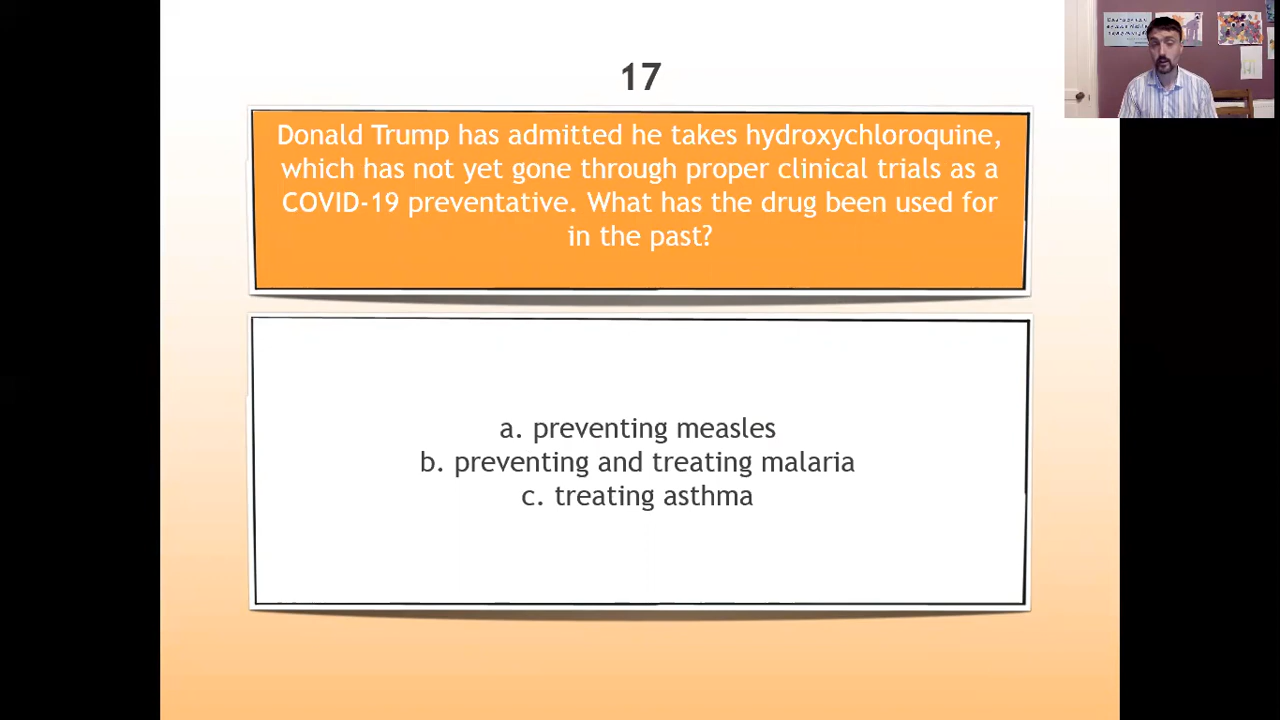 17
Donald Trump has admitted he takes hydroxychloroquine,
which has not yet gone through proper clinical trials as a
COVID-19 preventative. What has the drug been used for
in the past?
a. preventing measles
b. preventing and treating malaria
c. treating asthma